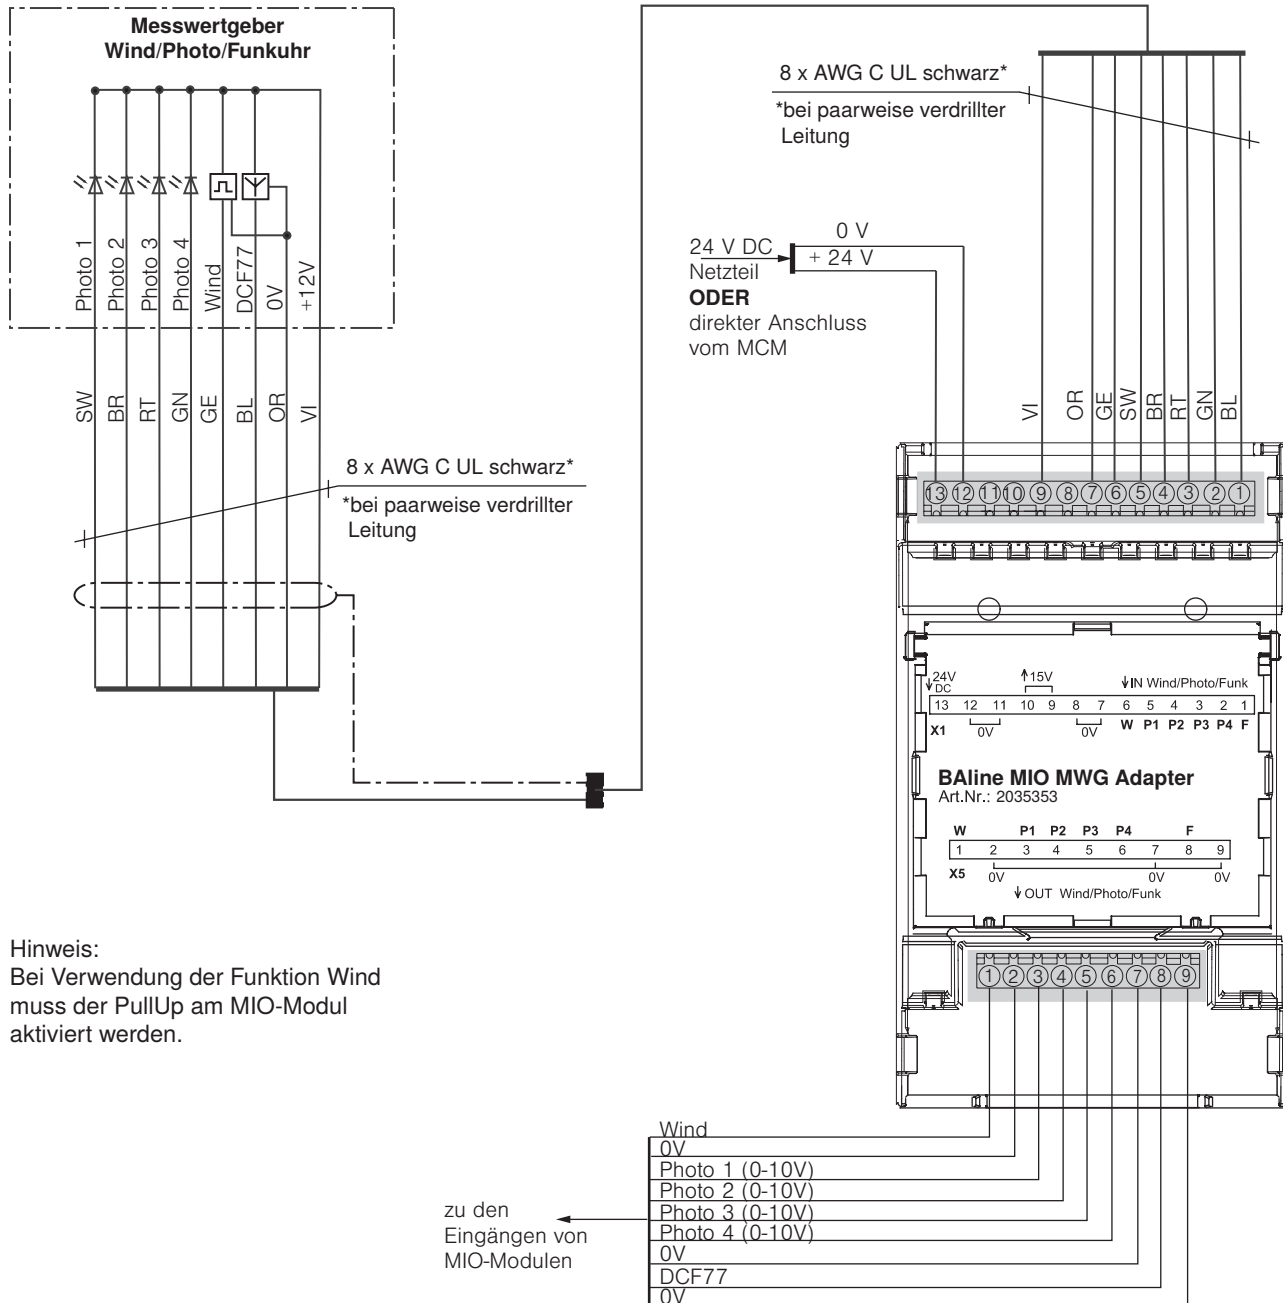 Messwertgeber
Wind/Photo/Funkuhr
Photo 1
Photo 2
Photo 3
Photo 4
Wind
DCF77
0V
+12V
SW
BR
RT
GN
GE
BL
OR
VI
8 x AWG C UL schwarz*
*bei paarweise verdrillter
Leitung
8 x AWG C UL schwarz*
*bei paarweise verdrillter
Leitung
0 V
+ 24 V
24 V DC
Netzteil
ODER
direkter Anschluss
vom MCM
VI
OR
GE
SW
BR
RT
GN
BL
13 12 11 10 9 8 7 6 5 4 3 2 1
24V
DC
15V
IN Wind/Photo/Funk
13 12 11 10 9 8 7 6 5 4 3 2 1
X1 0V 0V W P1 P2 P3 P4 F
BAline MIO MWG Adapter
Art.Nr.: 2035353
W P1 P2 P3 P4 F
1 2 3 4 5 6 7 8 9
X5 0V 0V 0V
OUT Wind/Photo/Funk
1 2 3 4 5 6 7 8 9
Hinweis:
Bei Verwendung der Funktion Wind
muss der PullUp am MIO-Modul
aktiviert werden.
zu den
Eingängen von
MIO-Modulen
Wind
0V
Photo 1 (0-10V)
Photo 2 (0-10V)
Photo 3 (0-10V)
Photo 4 (0-10V)
0V
DCF77
0V